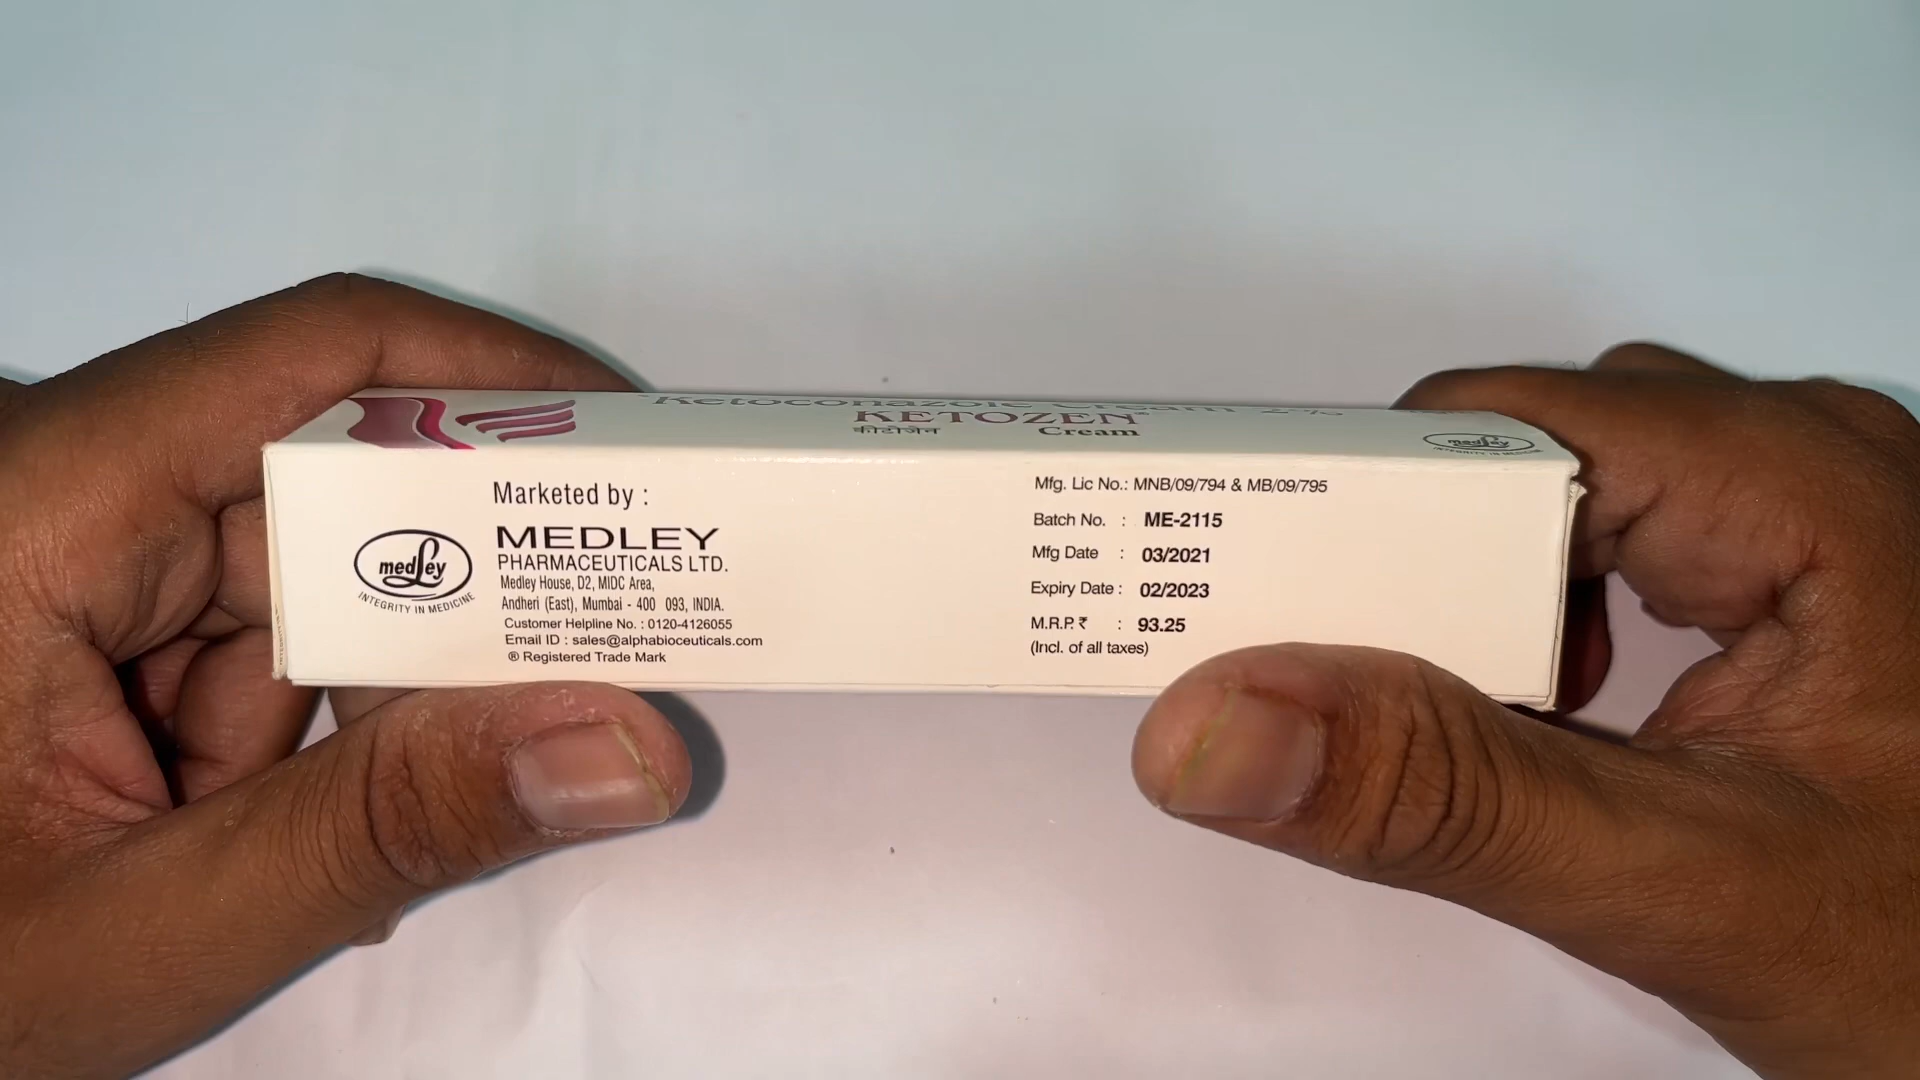 Ketoconazole Cream 2%
KETOZEN®
कीटोजेन Cream
medley
INTEGRITY IN MEDICINE
Marketed by :
medley
INTEGRITY IN MEDICINE
MEDLEY
PHARMACEUTICALS LTD.
Medley House, D2, MIDC Area,
Andheri (East), Mumbai - 400 093, INDIA.
Customer Helpline No. : 0120-4126055
Email ID : sales@alphabioceuticals.com
® Registered Trade Mark
Mfg. Lic No.: MNB/09/794 & MB/09/795
Batch No. : ME-2115
Mfg Date : 03/2021
Expiry Date : 02/2023
M.R.P. ₹ : 93.25
(Incl. of all taxes)